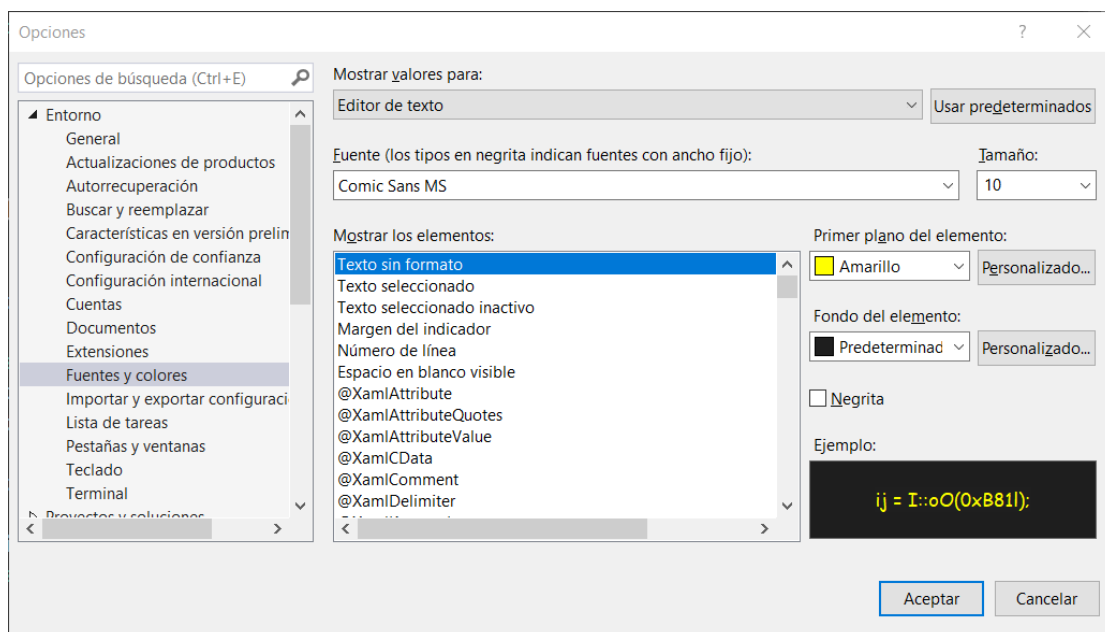 Opciones
Opciones de búsqueda (Ctrl+E)
Entorno
General
Actualizaciones de productos
Autorrecuperación
Buscar y reemplazar
Características en versión prelim
Configuración de confianza
Configuración internacional
Cuentas
Documentos
Extensiones
Fuentes y colores
Importar y exportar configuraci
Lista de tareas
Pestañas y ventanas
Teclado
Terminal
Proyectos y soluciones
Mostrar valores para:
Editor de texto
Usar predeterminados
Fuente (los tipos en negrita indican fuentes con ancho fijo):
Comic Sans MS
Tamaño:
10
Mostrar los elementos:
Texto sin formato
Texto seleccionado
Texto seleccionado inactivo
Margen del indicador
Número de línea
Espacio en blanco visible
@XamlAttribute
@XamlAttributeQuotes
@XamlAttributeValue
@XamlCData
@XamlComment
@XamlDelimiter
Primer plano del elemento:
Amarillo
Personalizado...
Fondo del elemento:
Predeterminad
Personalizado...
Negrita
Ejemplo:
ij = I::oO(0xB81l);
Aceptar
Cancelar